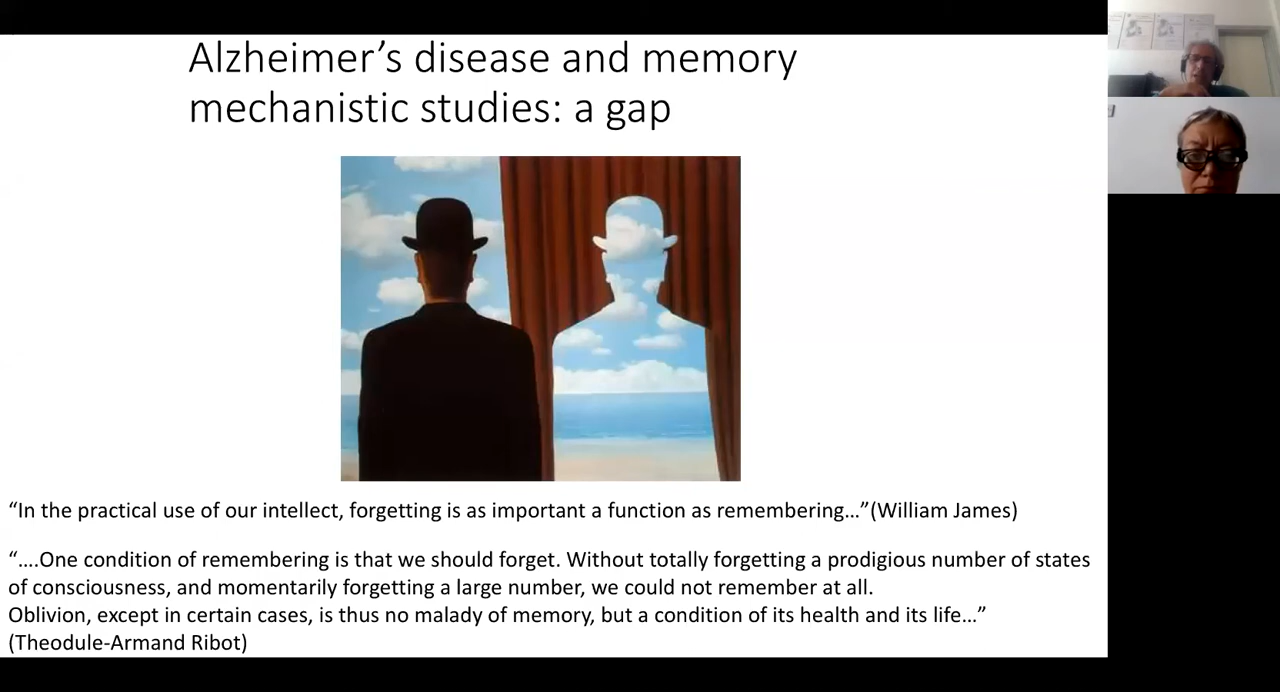 Alzheimer’s disease and memory
mechanistic studies: a gap
“In the practical use of our intellect, forgetting is as important a function as remembering…”(William James)
“….One condition of remembering is that we should forget. Without totally forgetting a prodigious number of states
of consciousness, and momentarily forgetting a large number, we could not remember at all.
Oblivion, except in certain cases, is thus no malady of memory, but a condition of its health and its life…”
(Theodule-Armand Ribot)